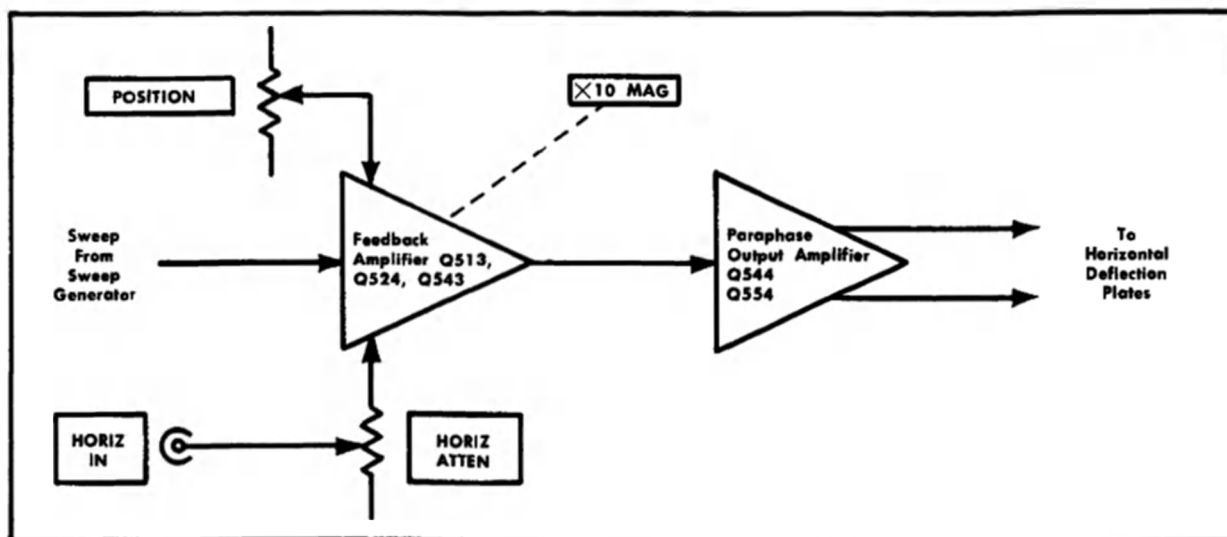 POSITION
×10 MAG
Sweep
From
Sweep
Generator
Feedback
Amplifier Q513,
Q524, Q543
Paraphase
Output Amplifier
Q544
Q554
To
Horizontal
Deflection
Plates
HORIZ
IN
HORIZ
ATTEN